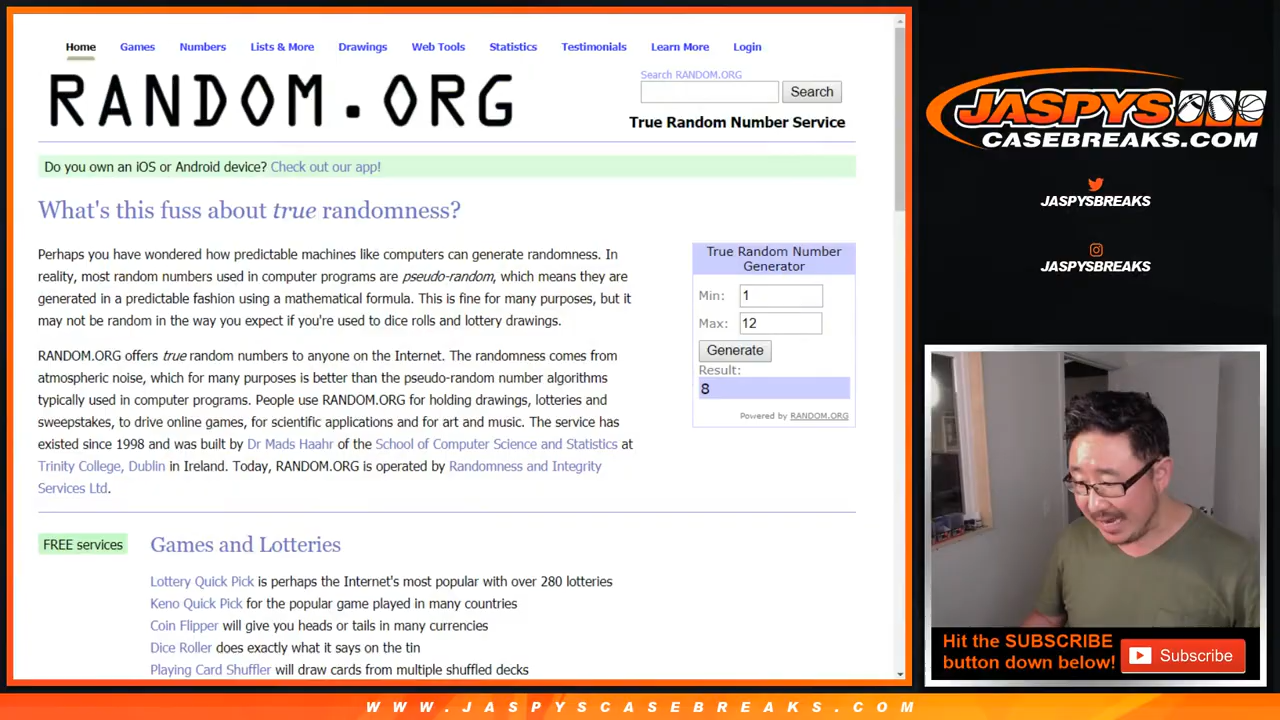 Home Games Numbers Lists & More Drawings Web Tools Statistics Testimonials Learn More Login
RANDOM.ORG
Search RANDOM.ORG
Search
True Random Number Service
Do you own an iOS or Android device? Check out our app!
What's this fuss about true randomness?
Perhaps you have wondered how predictable machines like computers can generate randomness. In
reality, most random numbers used in computer programs are pseudo-random, which means they are
generated in a predictable fashion using a mathematical formula. This is fine for many purposes, but it
may not be random in the way you expect if you're used to dice rolls and lottery drawings.
RANDOM.ORG offers true random numbers to anyone on the Internet. The randomness comes from
atmospheric noise, which for many purposes is better than the pseudo-random number algorithms
typically used in computer programs. People use RANDOM.ORG for holding drawings, lotteries and
sweepstakes, to drive online games, for scientific applications and for art and music. The service has
existed since 1998 and was built by Dr Mads Haahr of the School of Computer Science and Statistics at
Trinity College, Dublin in Ireland. Today, RANDOM.ORG is operated by Randomness and Integrity
Services Ltd.
True Random Number
Generator
Min: 1
Max: 12
Generate
Result:
8
Powered by RANDOM.ORG
FREE services
Games and Lotteries
Lottery Quick Pick is perhaps the Internet's most popular with over 280 lotteries
Keno Quick Pick for the popular game played in many countries
Coin Flipper will give you heads or tails in many currencies
Dice Roller does exactly what it says on the tin
Playing Card Shuffler will draw cards from multiple shuffled decks
JASPYS
CASEBREAKS.COM
JASPYSBREAKS
JASPYSBREAKS
Hit the SUBSCRIBE
button down below!
Subscribe
WWW.JASPYSCASEBREAKS.COM